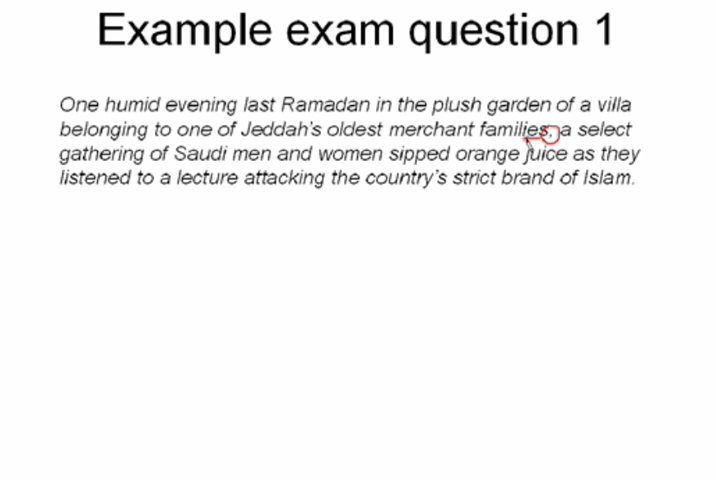 Example exam question 1
One humid evening last Ramadan in the plush garden of a villa
belonging to one of Jeddah's oldest merchant families, a select
gathering of Saudi men and women sipped orange juice as they
listened to a lecture attacking the country's strict brand of Islam.